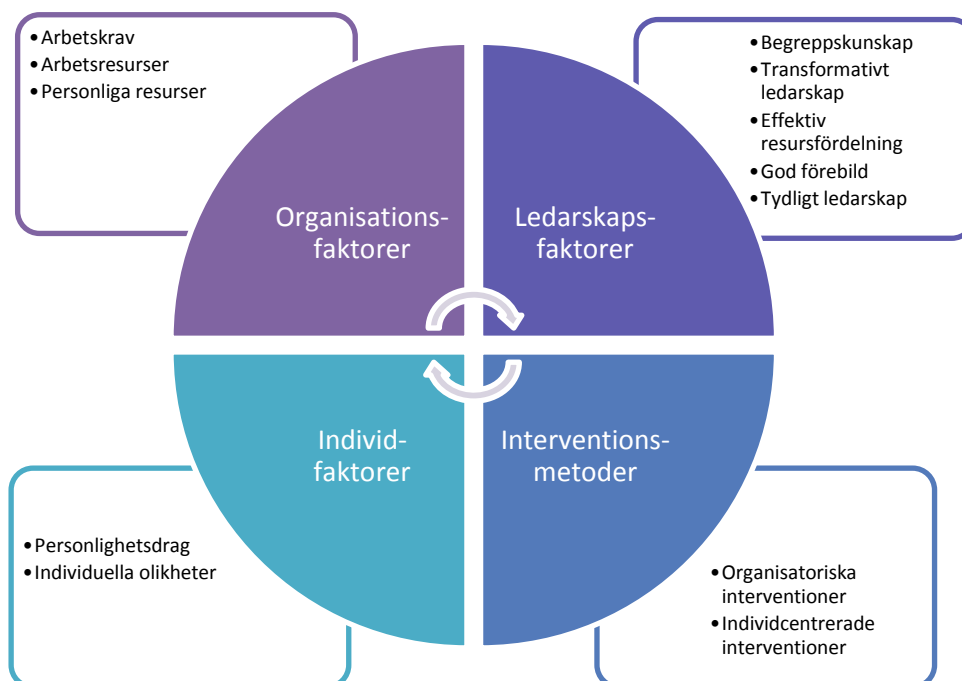 •Arbetskrav
•Arbetsresurser
•Personliga resurser
•Begreppskunskap
•Transformativt
ledarskap
•Effektiv
resursfördelning
•God förebild
•Tydligt ledarskap
Organisations-
faktorer
Ledarskaps-
faktorer
Individ-
faktorer
Interventions-
metoder
•Personlighetsdrag
•Individuella olikheter
•Organisatoriska
interventioner
•Individcentrerade
interventioner